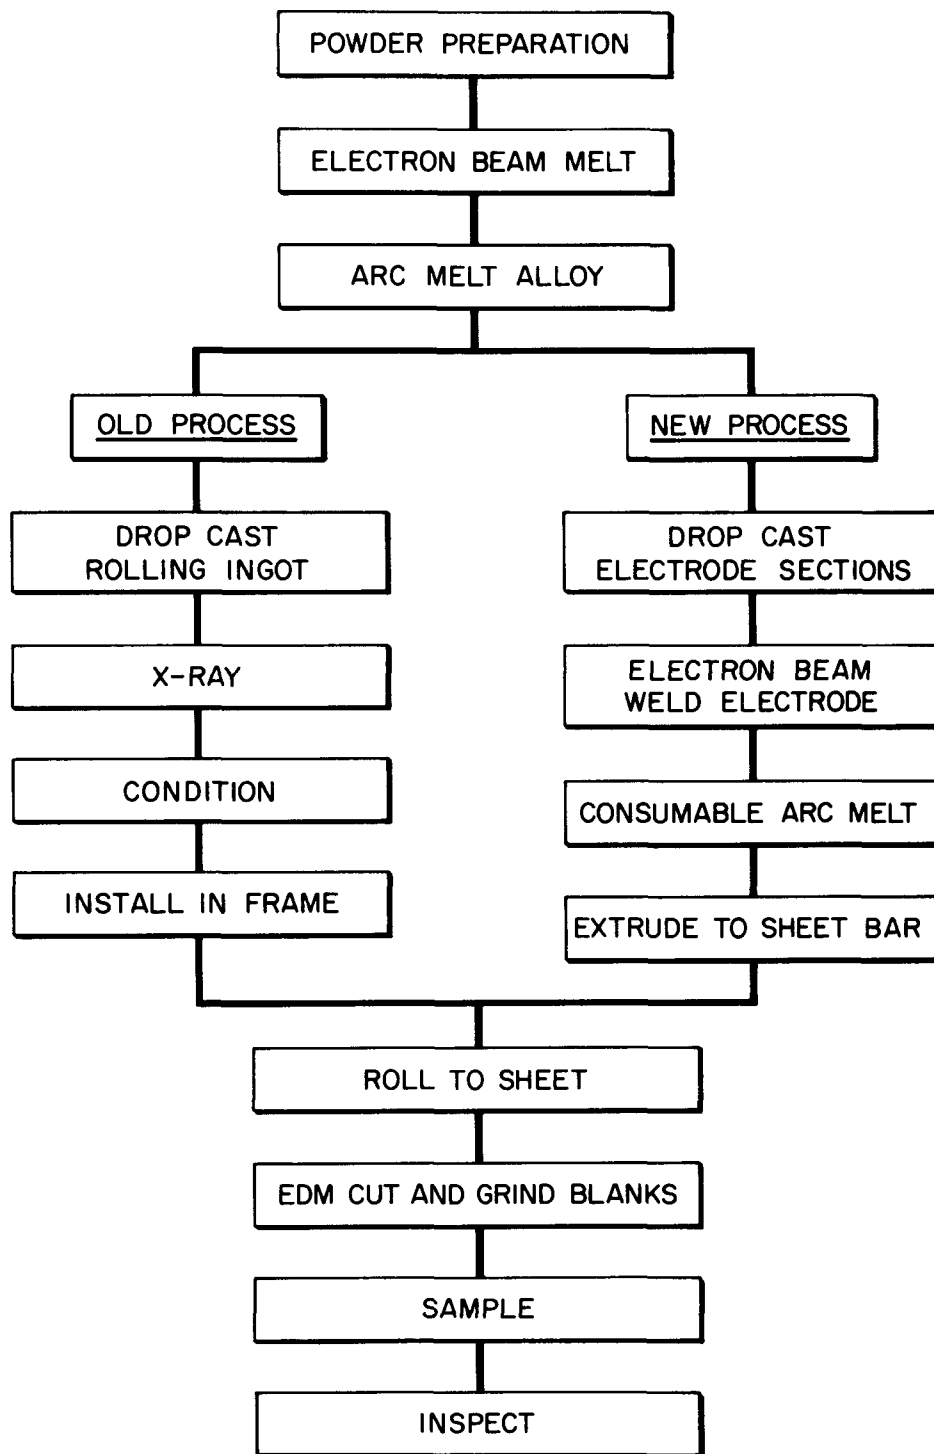 POWDER PREPARATION
ELECTRON BEAM MELT
ARC MELT ALLOY
OLD PROCESS
DROP CAST
ROLLING INGOT
X-RAY
CONDITION
INSTALL IN FRAME
NEW PROCESS
DROP CAST
ELECTRODE SECTIONS
ELECTRON BEAM
WELD ELECTRODE
CONSUMABLE ARC MELT
EXTRUDE TO SHEET BAR
ROLL TO SHEET
EDM CUT AND GRIND BLANKS
SAMPLE
INSPECT